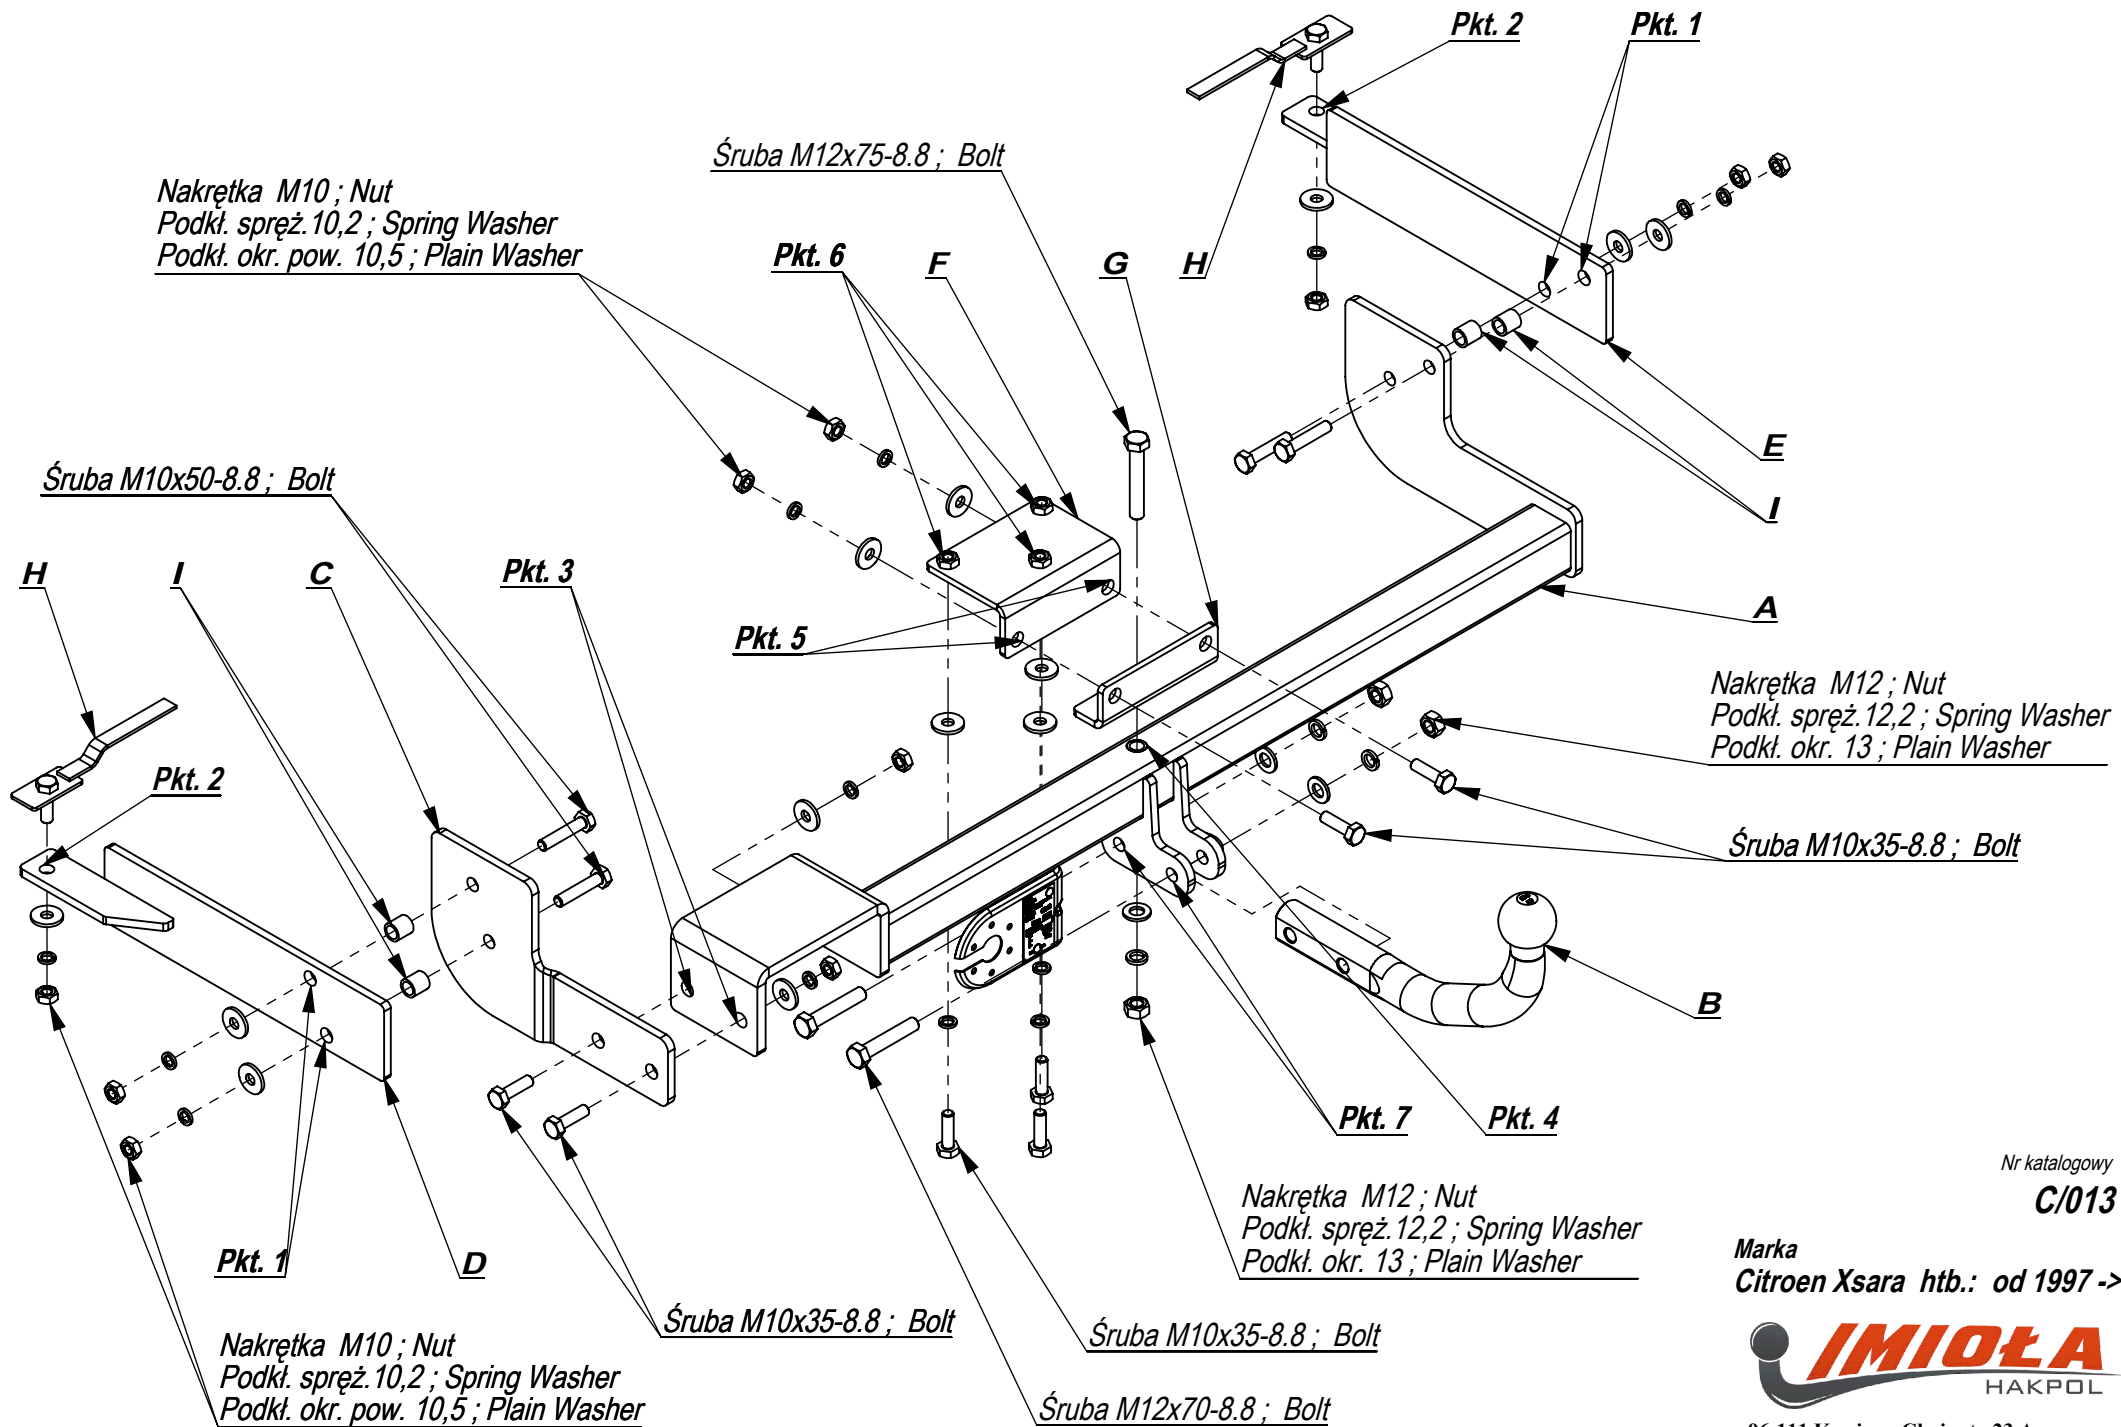 Pkt. 2
Pkt. 1
Śruba M12x75-8.8 ; Bolt
Nakrętka M10 ; Nut
Podkł. spręż.10,2 ; Spring Washer
Podkł. okr. pow. 10,5 ; Plain Washer
Pkt. 6
F
G
H
E
Śruba M10x50-8.8 ; Bolt
I
H
I
C
Pkt. 3
A
Pkt. 5
Nakrętka M12 ; Nut
Podkł. spręż.12,2 ; Spring Washer
Podkł. okr. 13 ; Plain Washer
Pkt. 2
Śruba M10x35-8.8 ; Bolt
B
Pkt. 7
Pkt. 4
Nr katalogowy
C/013
Nakrętka M12 ; Nut
Podkł. spręż.12,2 ; Spring Washer
Podkł. okr. 13 ; Plain Washer
Marka
Citroen Xsara htb.: od 1997 ->
Pkt. 1
D
Śruba M10x35-8.8 ; Bolt
Śruba M10x35-8.8 ; Bolt
Nakrętka M10 ; Nut
Podkł. spręż.10,2 ; Spring Washer
Podkł. okr. pow. 10,5 ; Plain Washer
IMIOŁA
HAKPOL
Śruba M12x70-8.8 ; Bolt